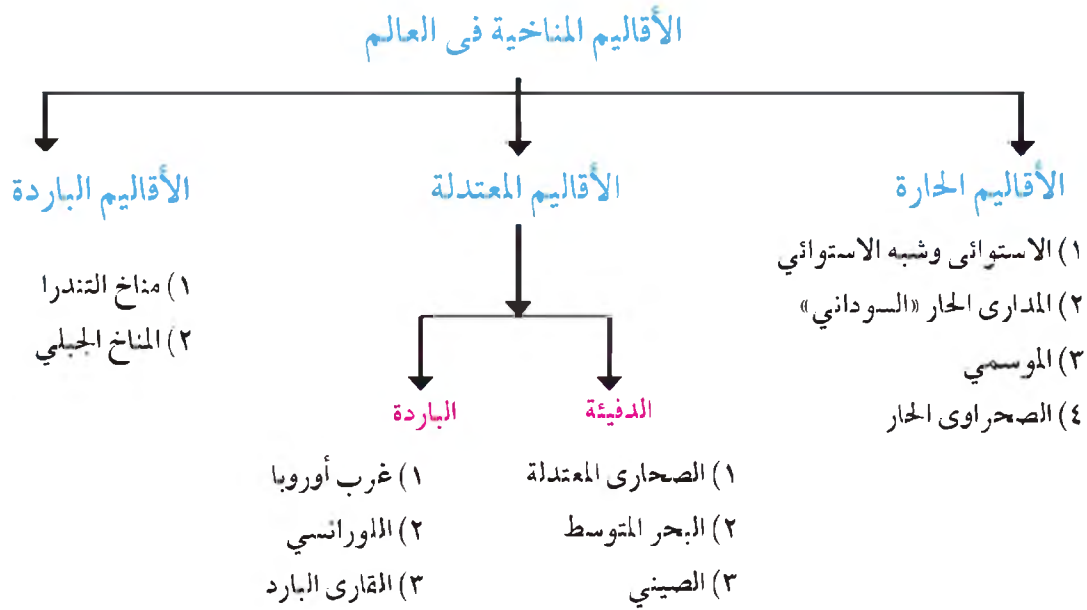 الأقاليم المناخية فى العالم
الأقاليم الحارة
١) الاستوائى وشبه الاستوائي
٢) المدارى الحار «السوداني»
٣) الموسمي
٤) الصحراوى الحار
الأقاليم المعتدلة
الدفيئة
١) الصحارى المعتدلة
٢) البحر المتوسط
٣) الصيني
الباردة
١) غرب أوروبا
٢) اللورانسي
٣) القارى البارد
الأقاليم الباردة
١) مناخ التندرا
٢) المناخ الجبلي